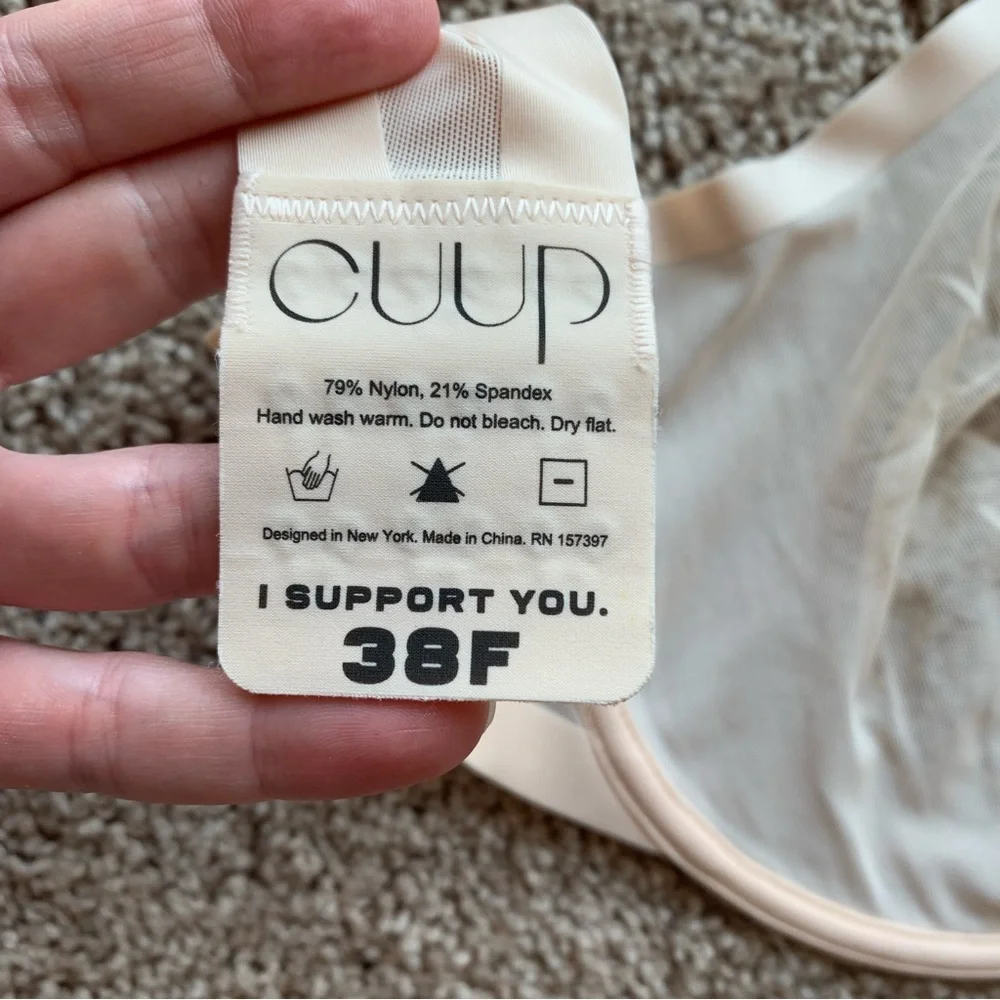 CUUP
79% Nylon, 21% Spandex
Hand wash warm. Do not bleach. Dry flat.
Designed in New York. Made in China. RN 157397
I SUPPORT YOU.
38F